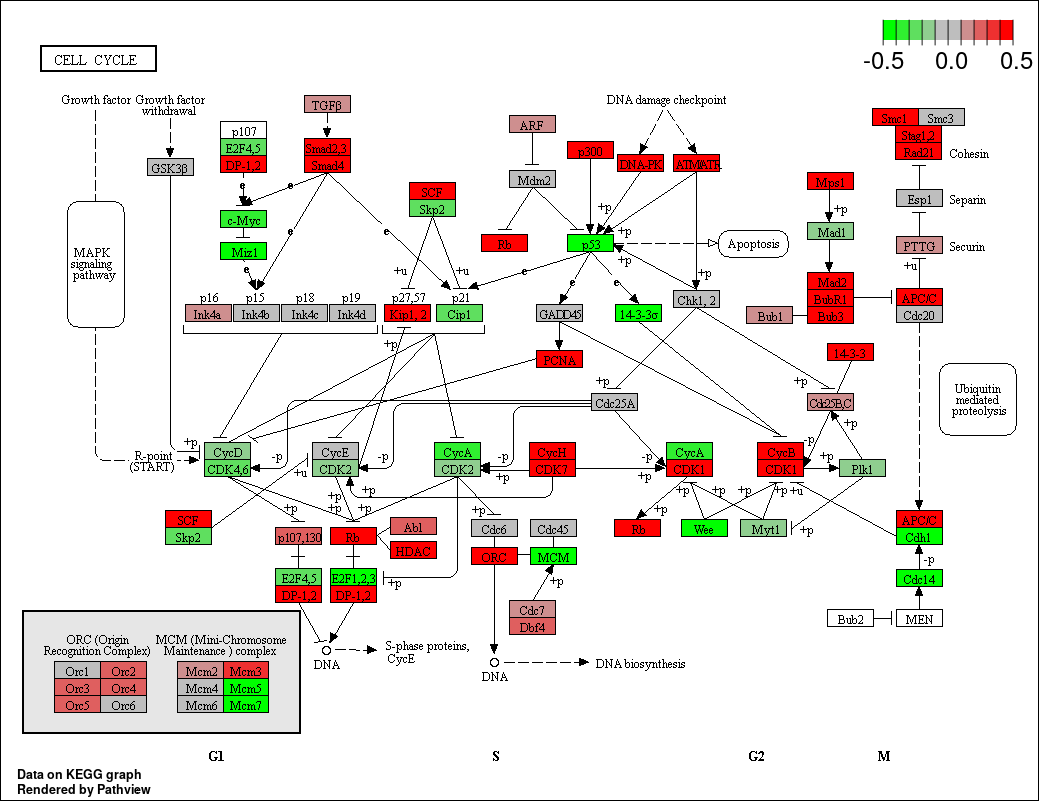 -0.5 0.0 0.5
CELL CYCLE
Growth factor
Growth factor
withdrawal
TGFβ
DNA damage checkpoint
p107
E2F4,5
DP-1,2
GSK3β
Smad2,3
Smad4
ARF
p300
DNA-PK
ATM/ATR
Smc1
Smc3
Stag1,2
Rad21
Cohesin
Mdm2
SCF
Skp2
Mps1
Esp1
Separin
e
e
e
e
c-Myc
Miz1
MAPK
signaling
pathway
Rb
p53
+p
+p
+p
Apoptosis
+p
Mad1
PTTG
Securin
+u
+u
+u
e
e
e
+p
Chk1, 2
Mad2
BubR1
Bub3
Bub1
APC/C
Cdc20
p16
p15
p18
p19
Ink4a
Ink4b
Ink4c
Ink4d
p27,57
Kip1, 2
p21
Cip1
GADD45
14-3-3σ
+p
PCNA
14-3-3
Cdc25A
+p
+p
Cdc25B,C
+p
Ubiquitin
mediated
proteolysis
R-point
(START)
+p
CycD
CDK4,6
-p
+u
CycE
CDK2
-p
CycA
CDK2
-p
+p
CycH
CDK7
-p
+p
CycA
CDK1
CycB
CDK1
-p
+p
Plk1
+p
+p
+p
+p
+p
+p
+p
+p
+p
+u
SCF
Skp2
p107,130
Rb
Abl
HDAC
Cdc6
Cdc45
ORC
MCM
Rb
Wee
Myt1
+p
APC/C
Cdh1
-p
Cdc14
E2F4,5
DP-1,2
E2F1,2,3
DP-1,2
+p
+p
Cdc7
Dbf4
Bub2
MEN
DNA
S-phase proteins,
CycE
DNA
DNA biosynthesis
ORC (Origin
Recognition Complex)
MCM (Mini-Chromosome
Maintenance ) complex
Orc1
Orc2
Mcm2
Mcm3
Orc3
Orc4
Mcm4
Mcm5
Orc5
Orc6
Mcm6
Mcm7
G1
S
G2
M
Data on KEGG graph
Rendered by Pathview